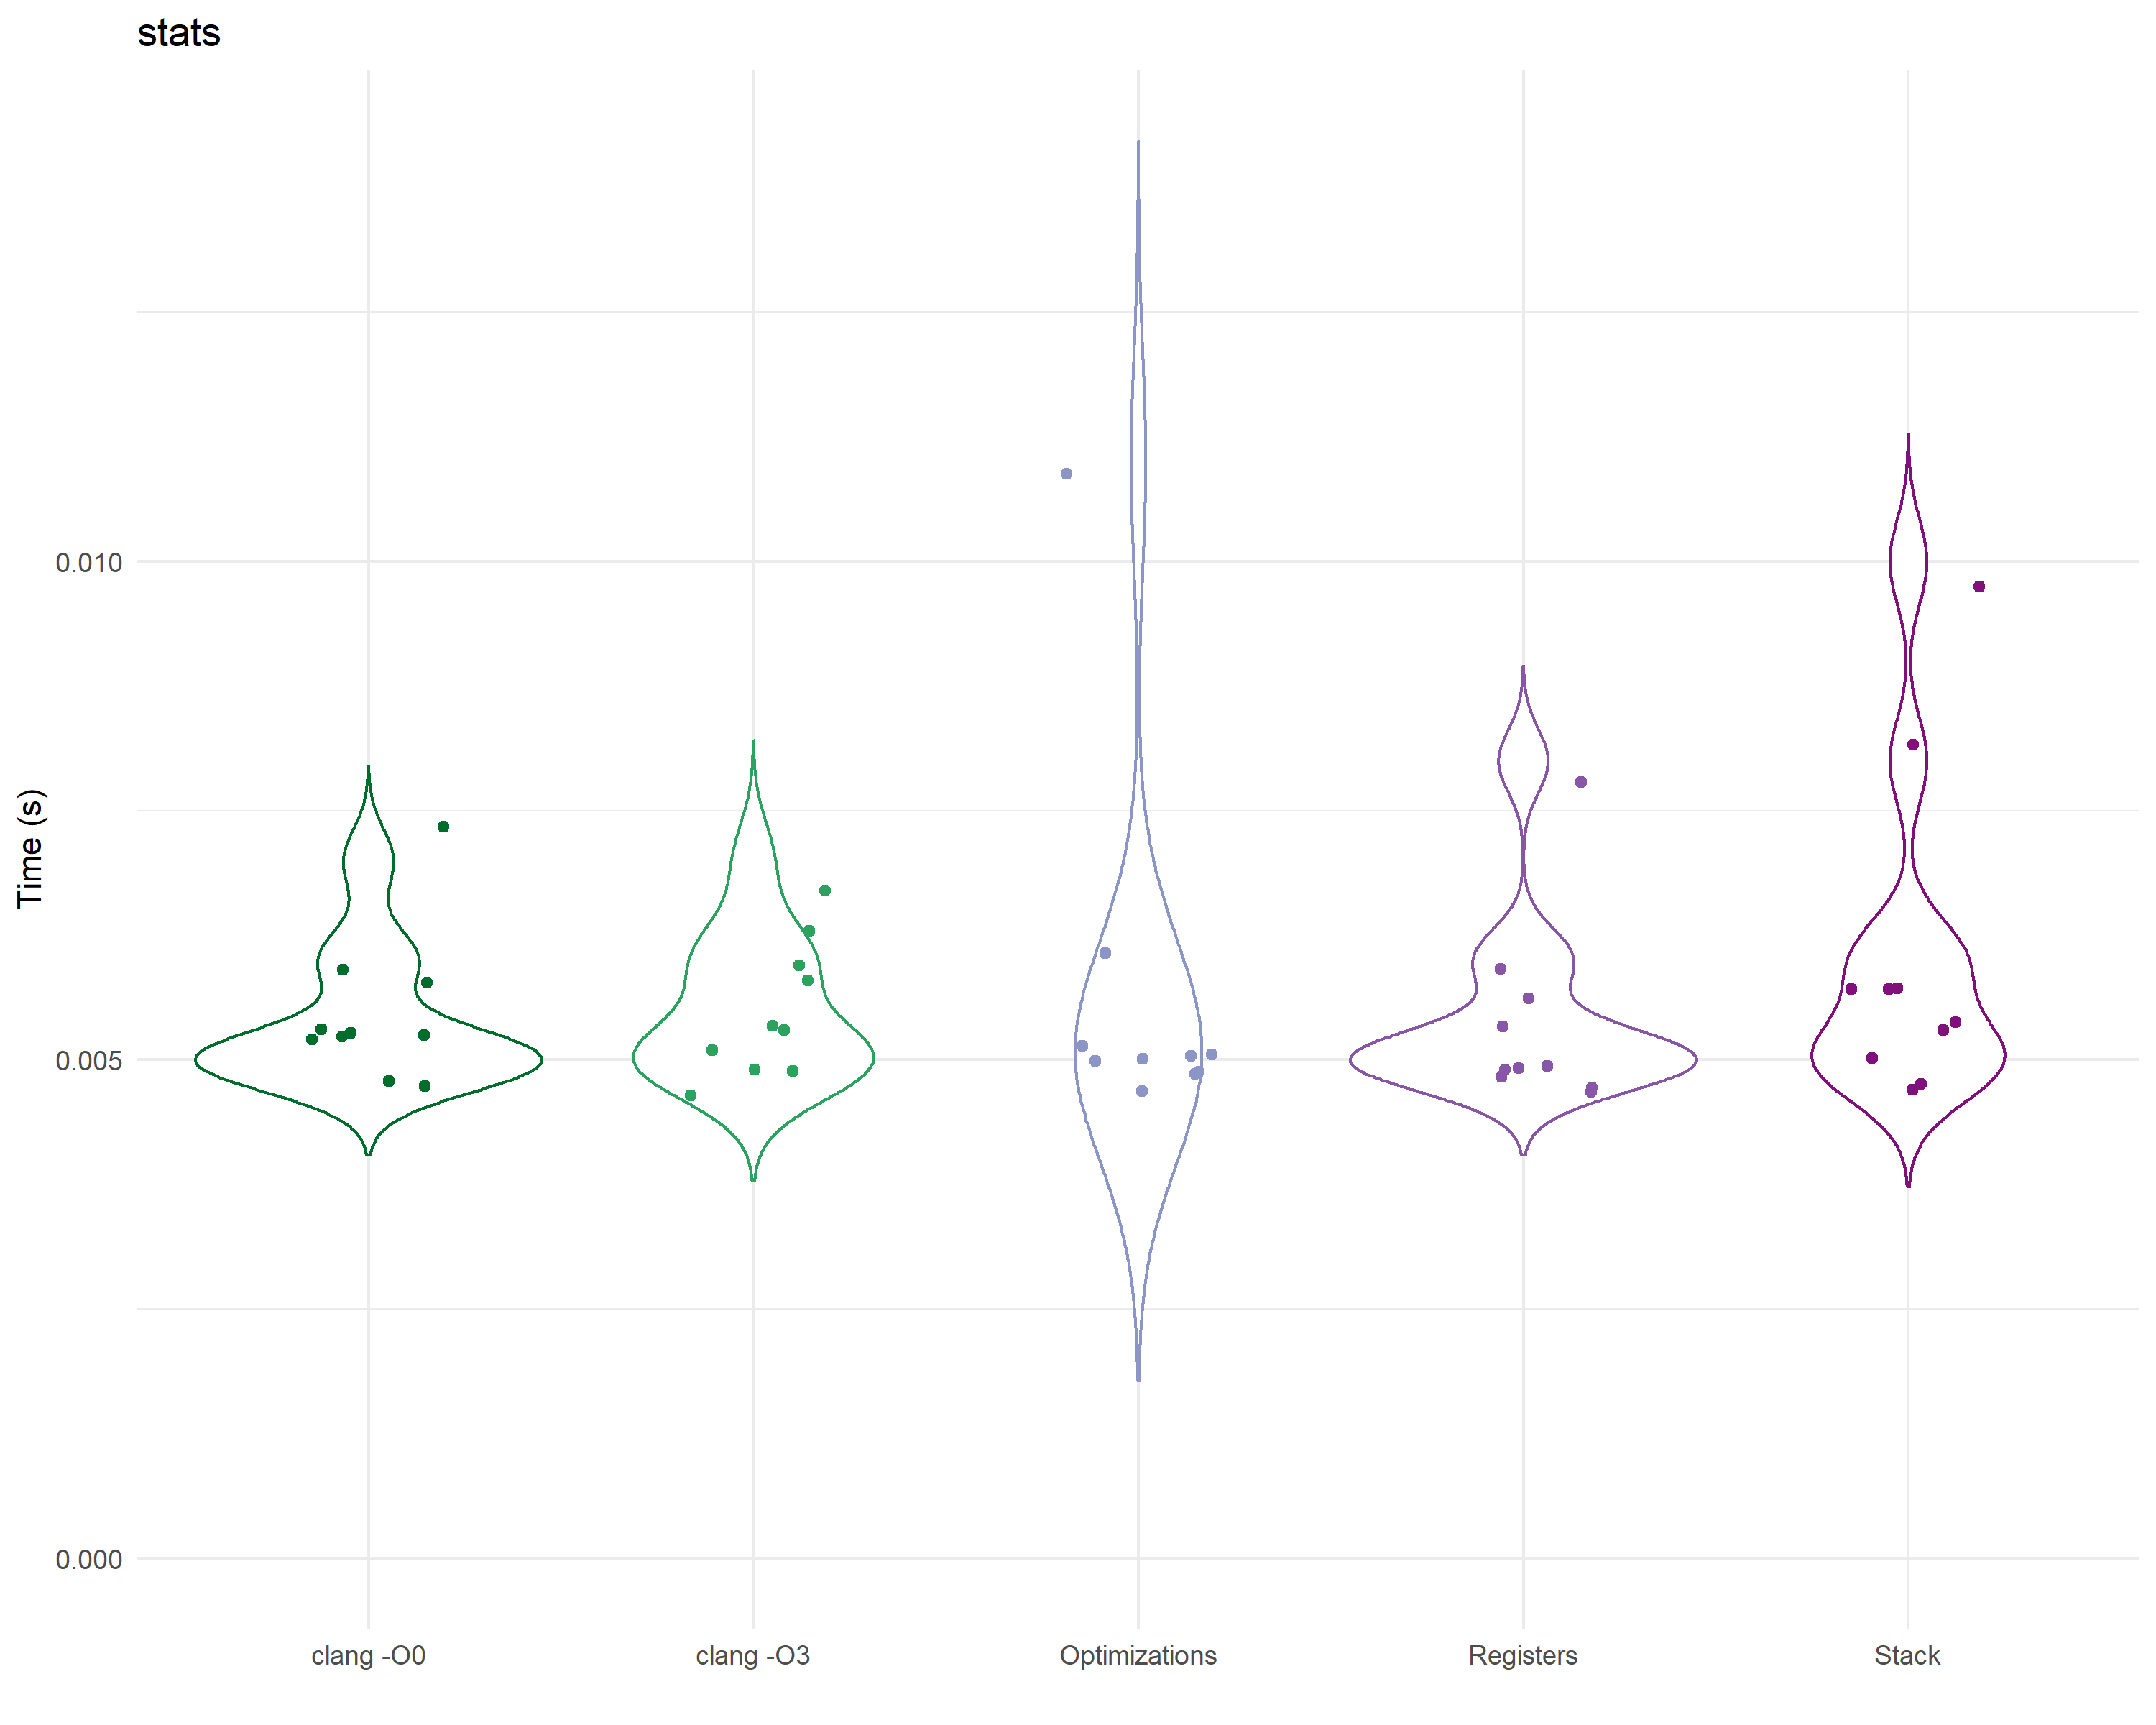 stats
Time (s)
0.010
0.005
0.000
clang -O0
clang -O3
Optimizations
Registers
Stack